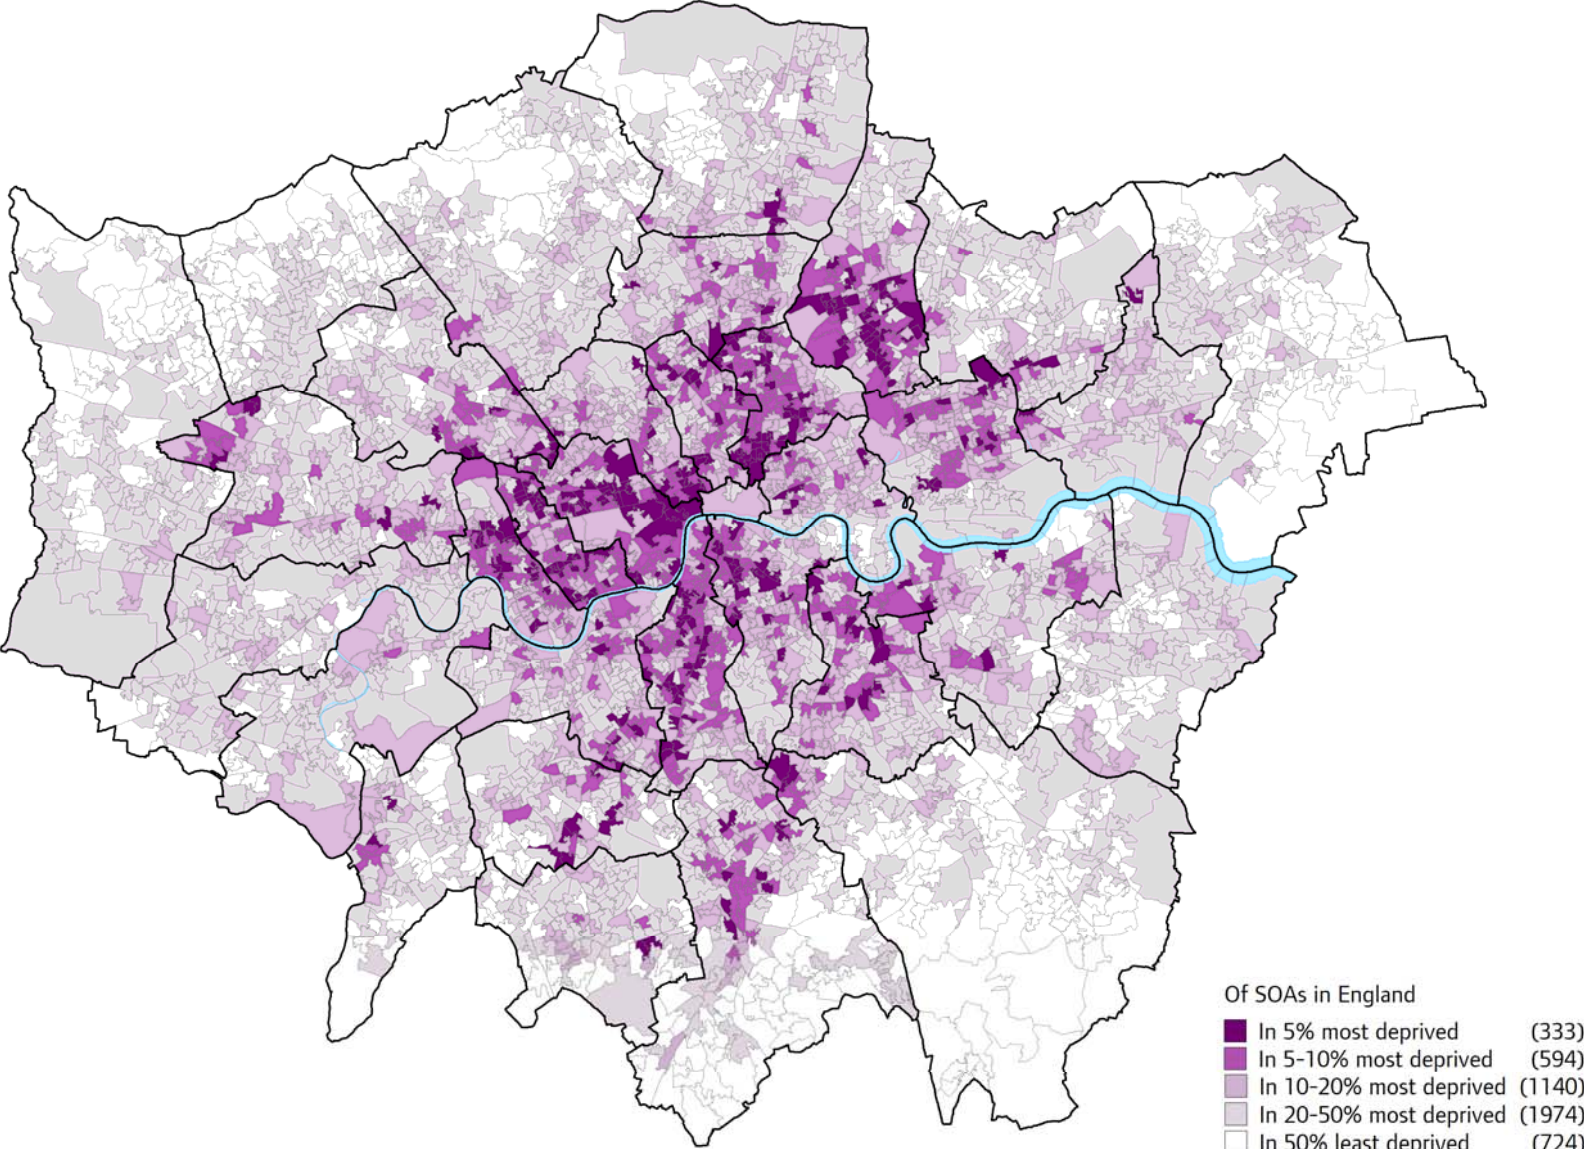 Of SOAs in England
In 5% most deprived (333)
In 5-10% most deprived (594)
In 10-20% most deprived (1140)
In 20-50% most deprived (1974)
In 50% least deprived (724)